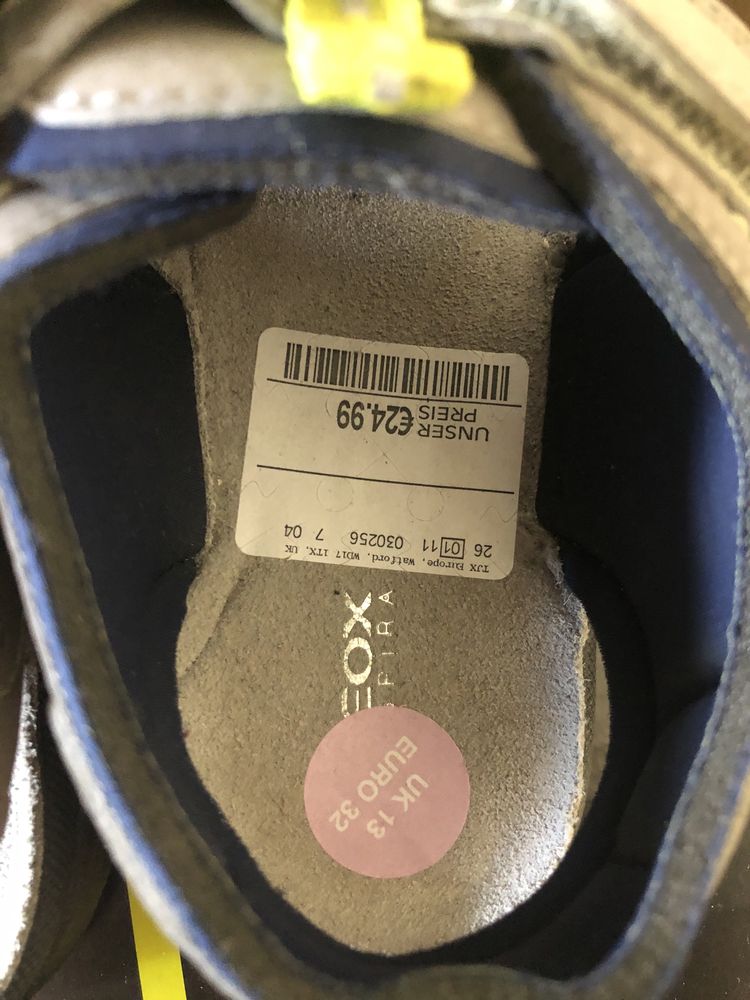 UNSER
PREIS €24.99
26 01 11 030256 7 04
TJX Europe, Watford, WD17 1TX, UK
EOX
PIRA
UK 13
EURO 32